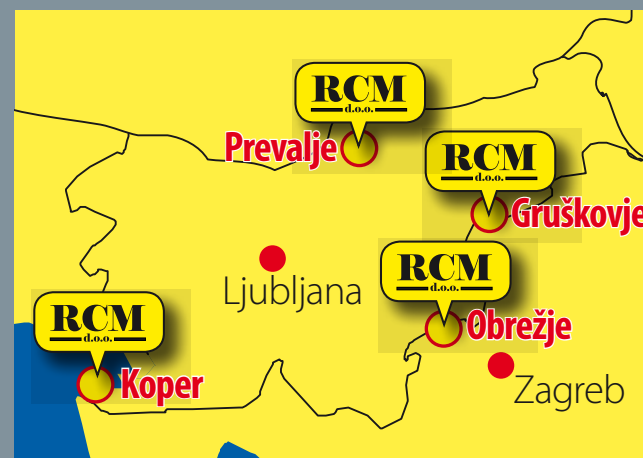 RCM
d.o.o.
Prevalje
RCM
d.o.o.
Gruškovje
Ljubljana
RCM
d.o.o.
Obrežje
RCM
d.o.o.
Koper
Zagreb